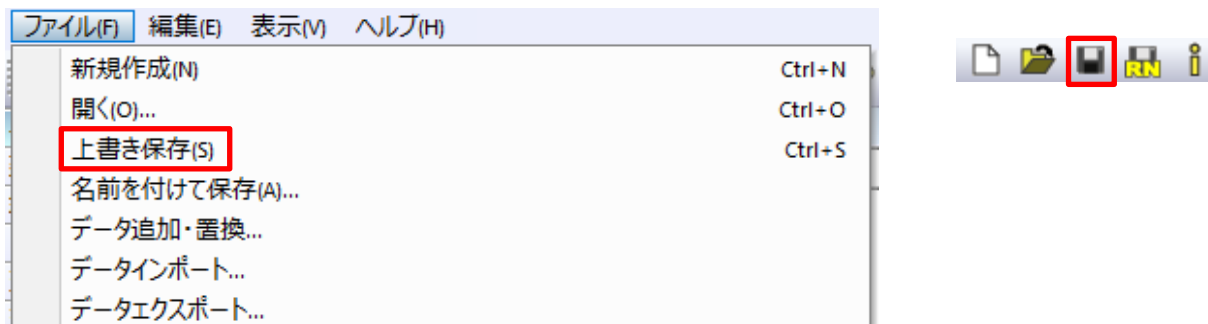 ファイル(F) 編集(E) 表示(V) ヘルプ(H)
新規作成(N) Ctrl+N
開く(O)... Ctrl+O
上書き保存(S) Ctrl+S
名前を付けて保存(A)...
データ追加・置換...
データインポート...
データエクスポート...
RN